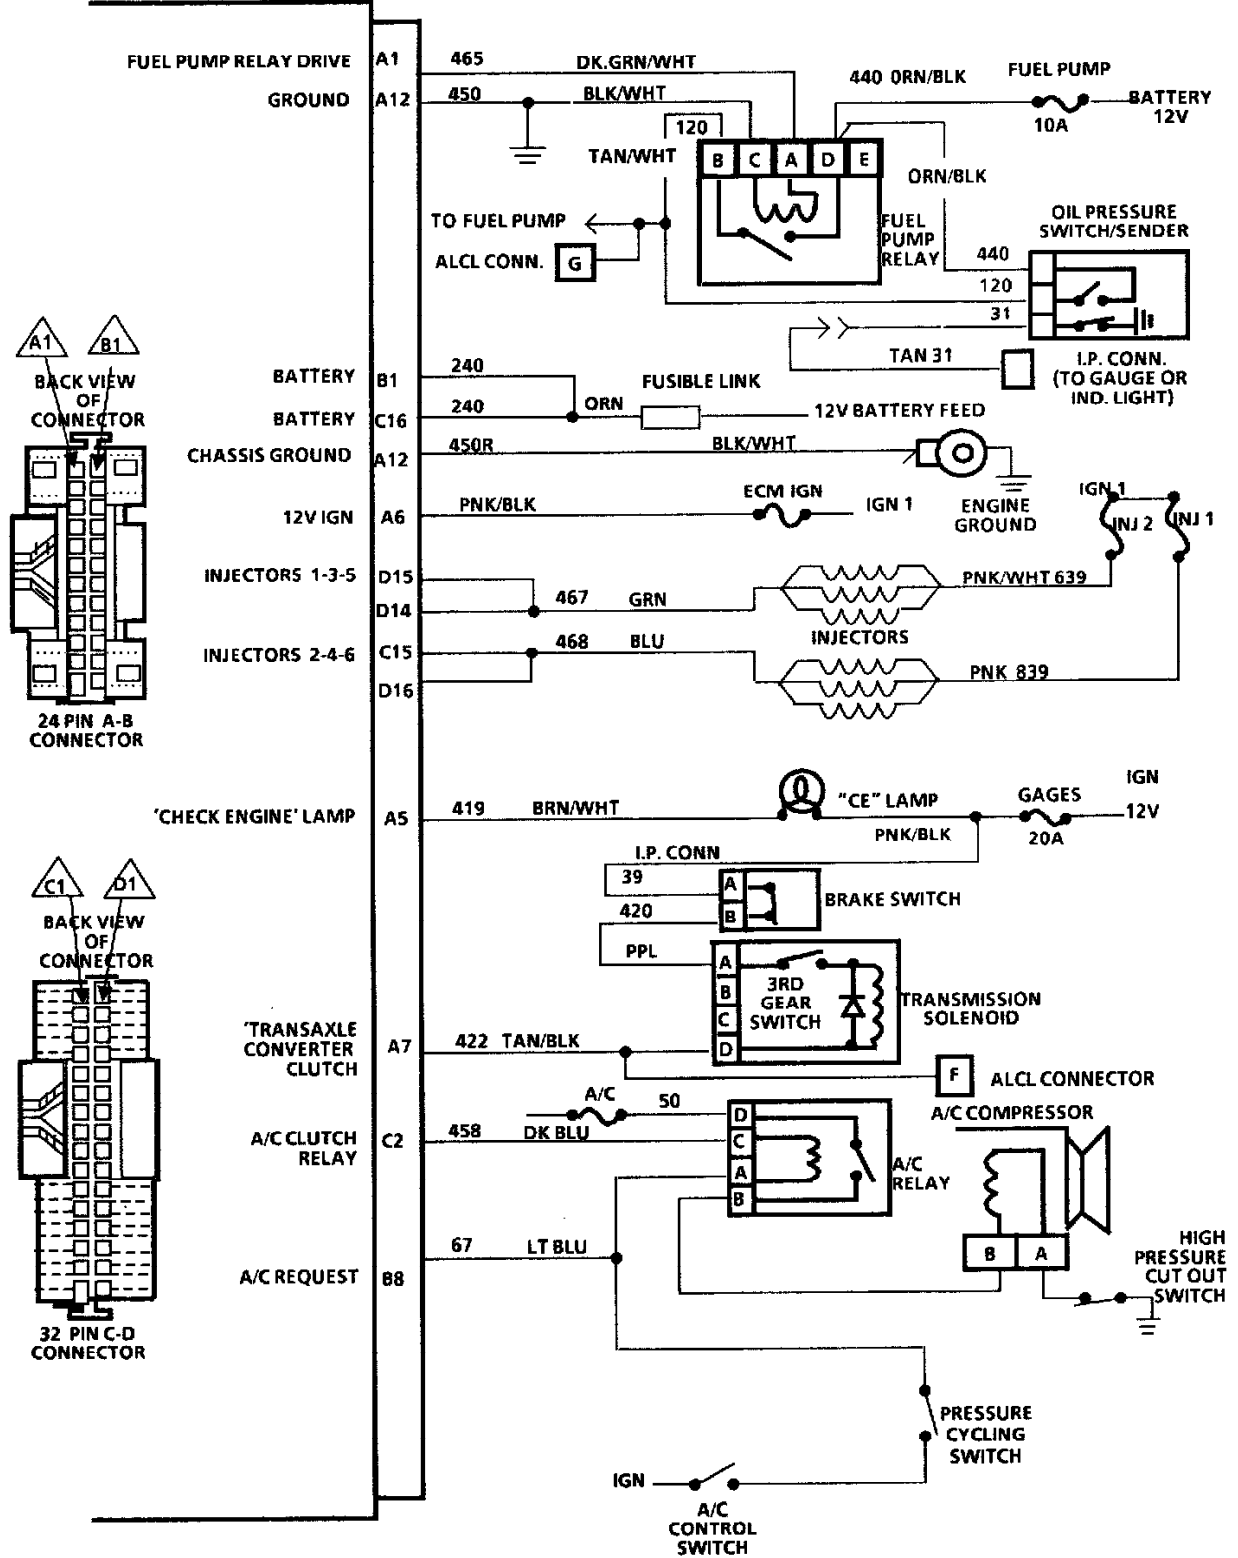 FUEL PUMP RELAY DRIVE A1 465 DK.GRN/WHT
440 ORN/BLK FUEL PUMP
10A
BATTERY
12V
GROUND A12 450 BLK/WHT
120
TAN/WHT
B C A D E
ORN/BLK
FUEL
PUMP
RELAY
TO FUEL PUMP
ALCL CONN. G
OIL PRESSURE
SWITCH/SENDER
440
120
31
TAN 31
I.P. CONN.
(TO GAUGE OR
IND. LIGHT)
A1 B1
BACK VIEW
OF
CONNECTOR
24 PIN A-B
CONNECTOR
BATTERY B1 240
BATTERY C16 240 ORN
FUSIBLE LINK
12V BATTERY FEED
CHASSIS GROUND A12 450R BLK/WHT
ENGINE
GROUND
12V IGN A6 PNK/BLK ECM IGN IGN 1
IGN 1
INJ 2 INJ 1
INJECTORS 1-3-5 D15
D14 467 GRN
PNK/WHT 639
INJECTORS
INJECTORS 2-4-6 C15 468 BLU
D16
PNK 839
'CHECK ENGINE' LAMP A5 419 BRN/WHT
"CE" LAMP
PNK/BLK
GAGES
20A
IGN
12V
I.P. CONN
39
A
B
BRAKE SWITCH
420
PPL
A
B
C
D
3RD
GEAR
SWITCH
TRANSMISSION
SOLENOID
C1 D1
BACK VIEW
OF
CONNECTOR
32 PIN C-D
CONNECTOR
'TRANSAXLE
CONVERTER
CLUTCH
A7 422 TAN/BLK
F ALCL CONNECTOR
A/C 50
A/C CLUTCH
RELAY
C2 458 DK BLU
D
C
A
B
A/C
RELAY
A/C COMPRESSOR
B A
HIGH
PRESSURE
CUT OUT
SWITCH
A/C REQUEST B8 67 LT BLU
PRESSURE
CYCLING
SWITCH
IGN
A/C
CONTROL
SWITCH